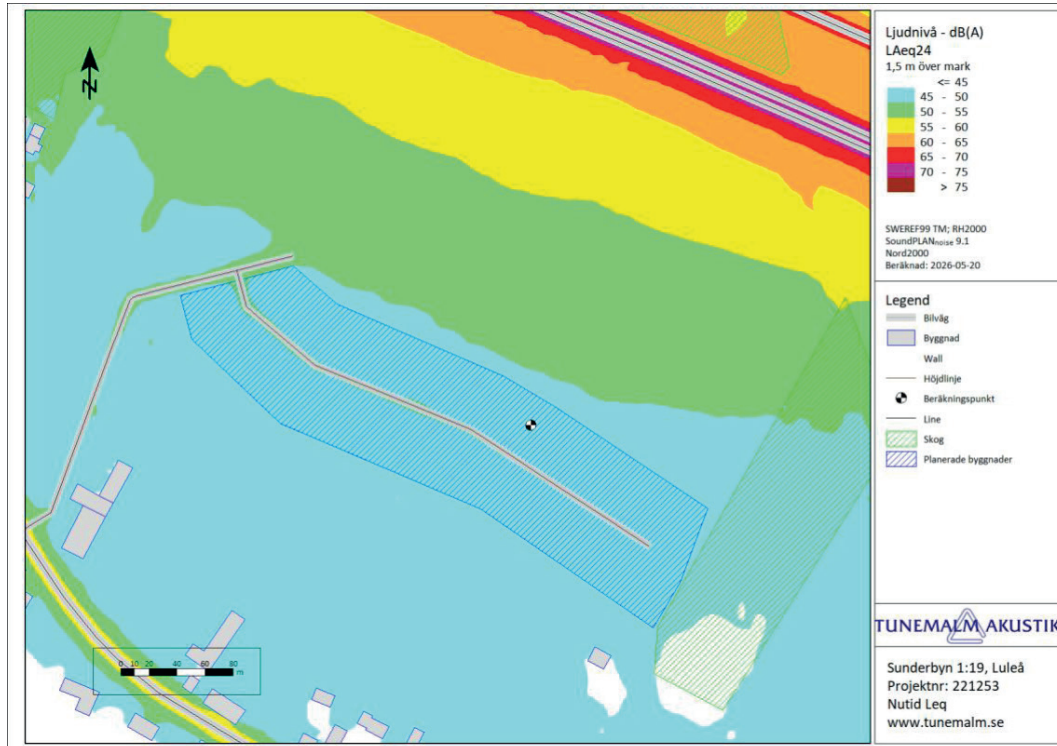 N
0 10 20 40 60 80
m
Ljudnivå - dB(A)
LAeq24
1,5 m över mark
<= 45
45 - 50
50 - 55
55 - 60
60 - 65
65 - 70
70 - 75
> 75
SWEREF99 TM; RH2000
SoundPLANnoise 9.1
Nord2000
Beräknad: 2026-05-20
Legend
Bilväg
Byggnad
Wall
Höjdlinje
Beräkningspunkt
Line
Skog
Planerade byggnader
TUNEMALM AKUSTIK
Sunderbyn 1:19, Luleå
Projektnr: 221253
Nutid Leq
www.tunemalm.se